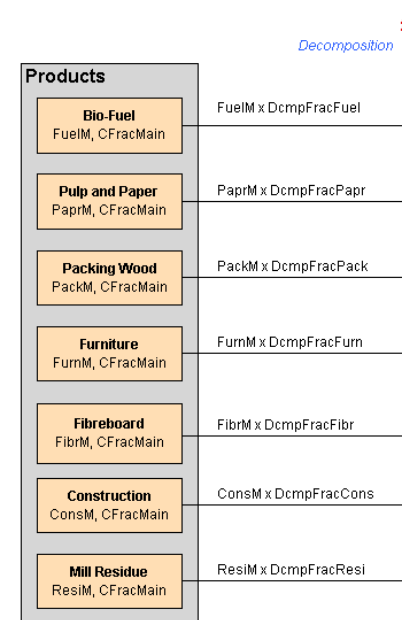 Decomposition
Products
Bio-Fuel
FuelM, CFracMain
FuelM x DcmpFracFuel
Pulp and Paper
PaprM, CFracMain
PaprM x DcmpFracPapr
Packing Wood
PackM, CFracMain
PackM x DcmpFracPack
Furniture
FurnM, CFracMain
FurnM x DcmpFracFurn
Fibreboard
FibrM, CFracMain
FibrM x DcmpFracFibr
Construction
ConsM, CFracMain
ConsM x DcmpFracCons
Mill Residue
ResiM, CFracMain
ResiM x DcmpFracResi